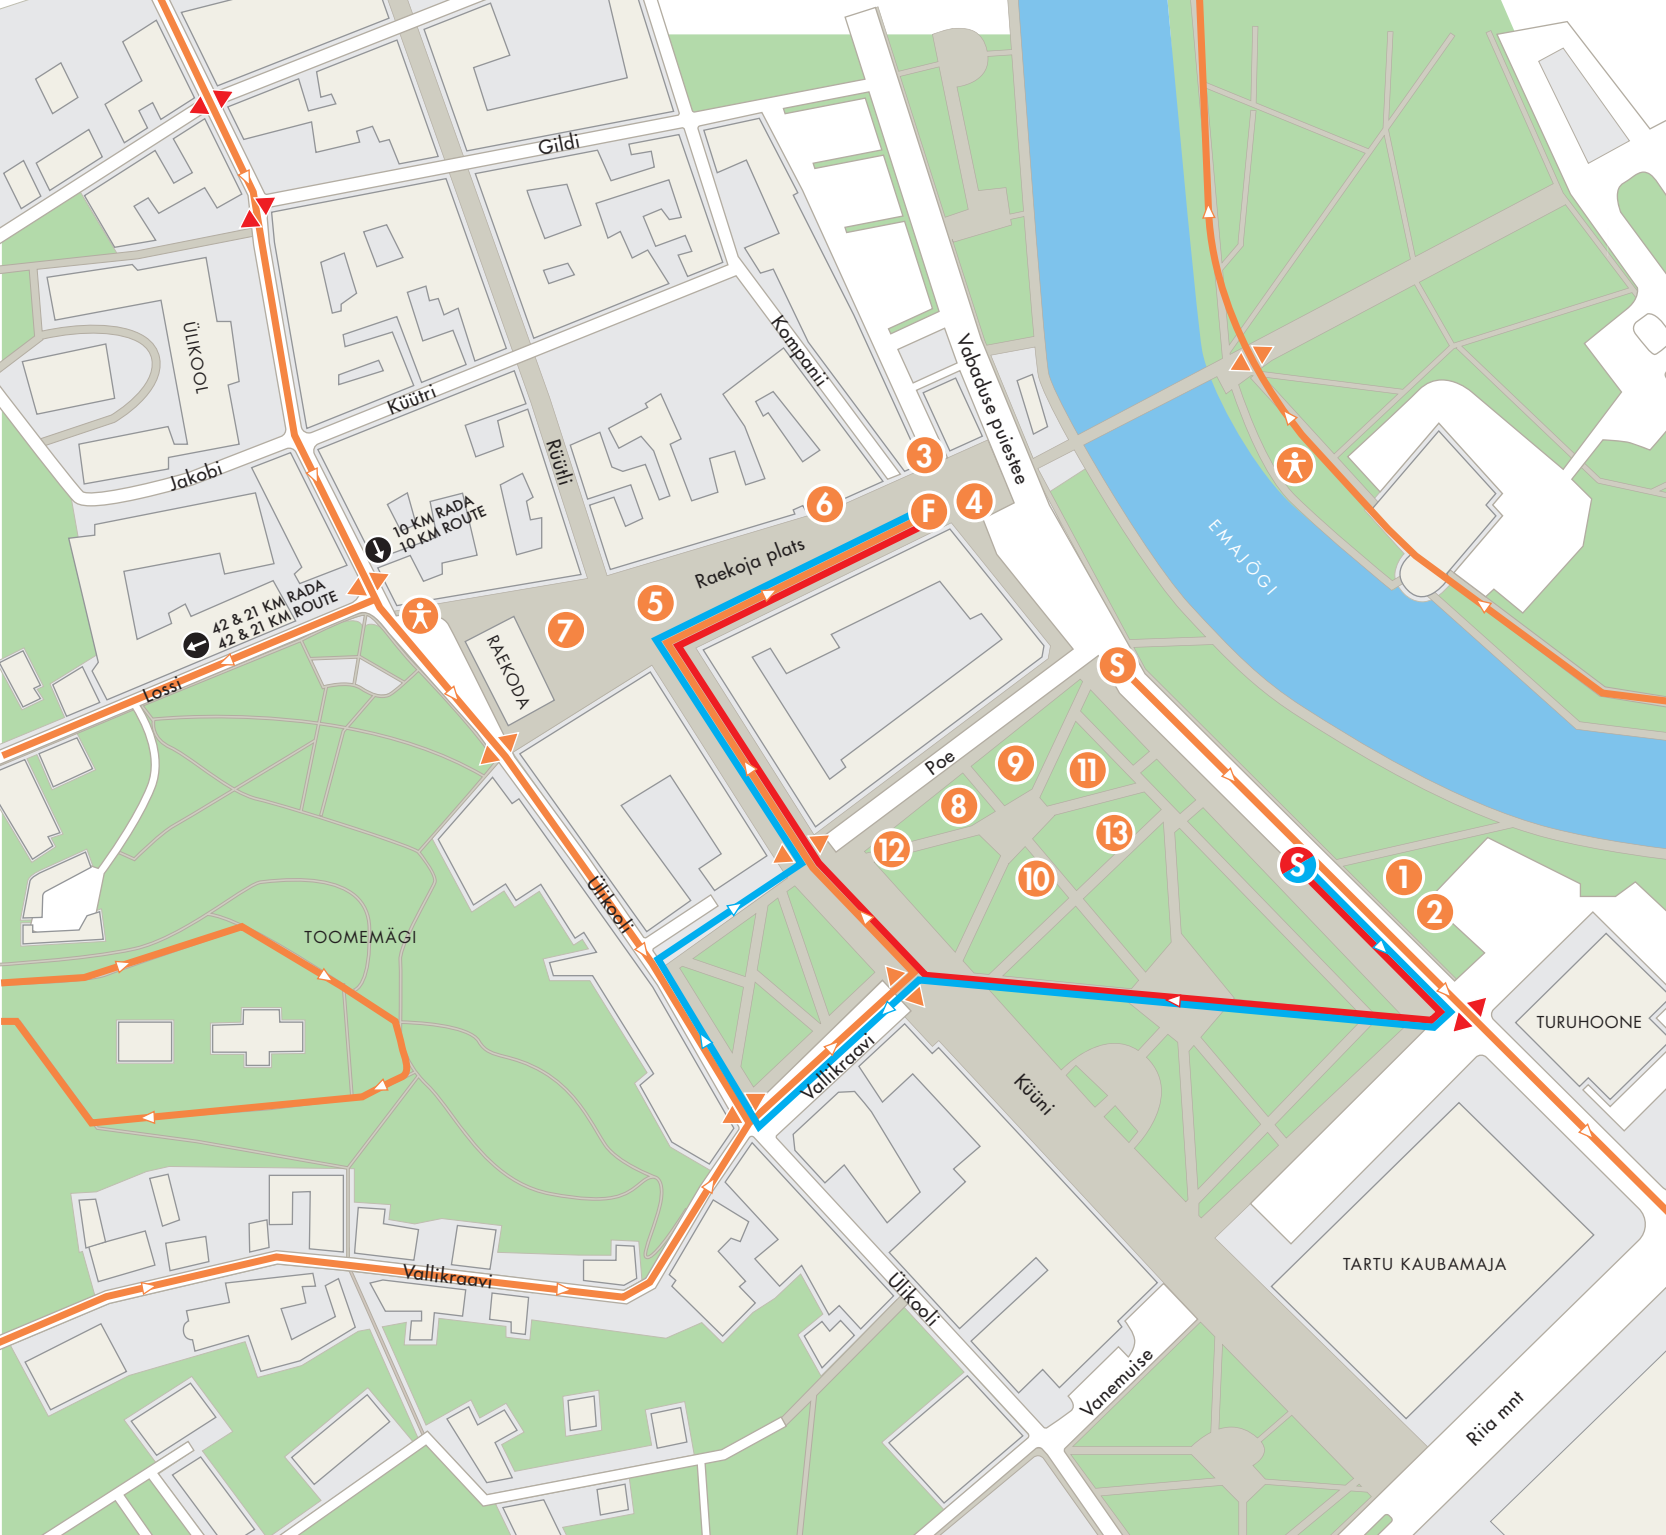 Gildi
ÜLIKOOL
Kompanii
Vabaduse puiestee
Küütri
Jakobi
Rüütli
3
6
F
4
10 KM RADA
10 KM ROUTE
EMAJÕGI
Raekoja plats
42 & 21 KM RADA
42 & 21 KM ROUTE
5
7
RAEKODA
Lossi
S
Poe
9
11
8
13
12
10
S
1
2
Ülikooli
TOOMEMÄGI
TURUHOONE
Vallikraavi
Küüni
Vallikraavi
TARTU KAUBAMAJA
Ülikooli
Vanemuise
Riia mnt